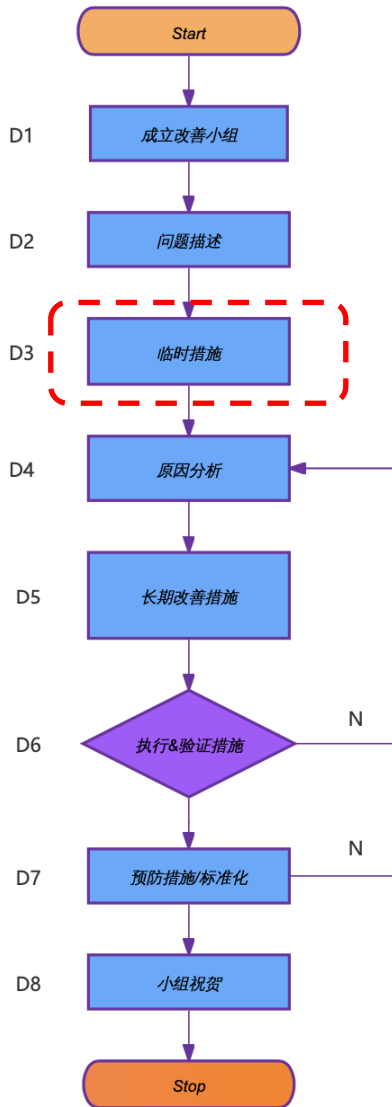 Start
D1
成立改善小组
D2
问题描述
D3
临时措施
D4
原因分析
D5
长期改善措施
N
D6
执行&验证措施
N
D7
预防措施/标准化
D8
小组祝贺
Stop